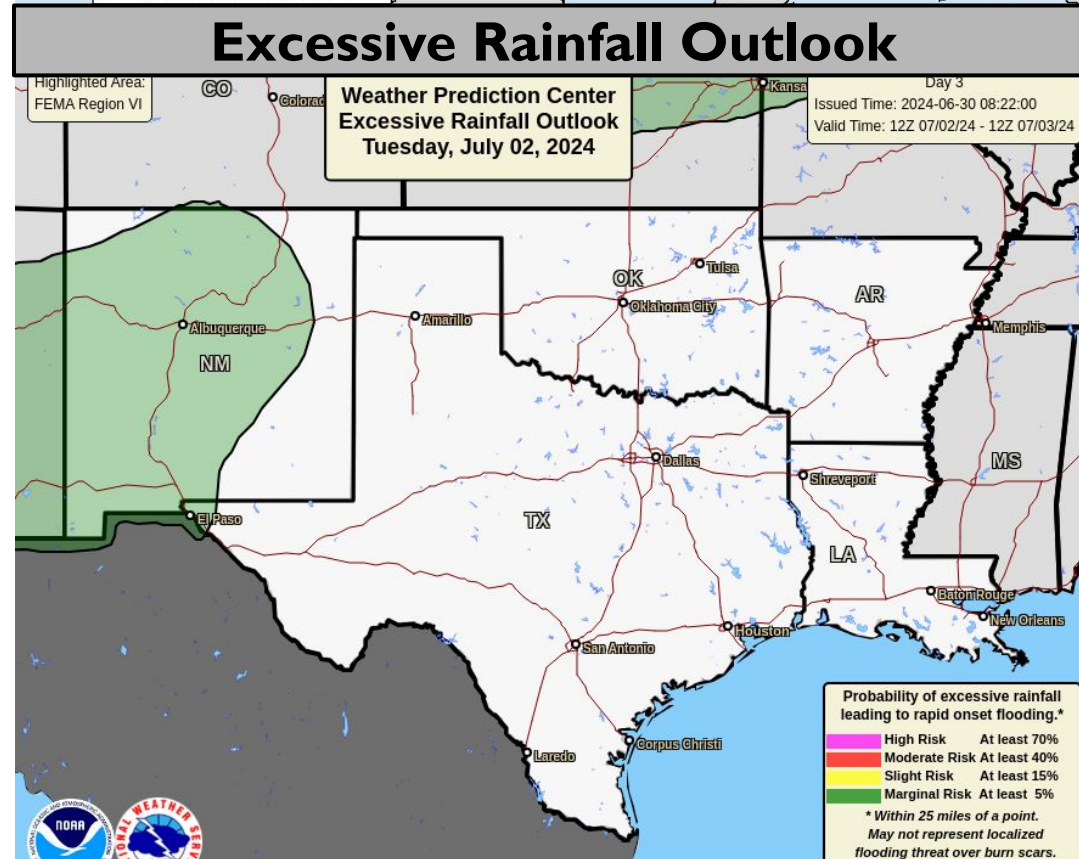 Excessive Rainfall Outlook
Highlighted Area:
FEMA Region VI
Weather Prediction Center
Excessive Rainfall Outlook
Tuesday, July 02, 2024
Day 3
Issued Time: 2024-06-30 08:22:00
Valid Time: 12Z 07/02/24 - 12Z 07/03/24
CO
Colorad
Kansa
Tulsa
OK
Oklahoma City
AR
Albuquerque
Amarillo
Memphis
NM
Dallas
MS
Shreveport
El Paso
TX
LA
Baton Rouge
New Orleans
Houston
San Antonio
Corpus Christi
Laredo
Probability of excessive rainfall
leading to rapid onset flooding.*
High Risk At least 70%
Moderate Risk At least 40%
Slight Risk At least 15%
Marginal Risk At least 5%
* Within 25 miles of a point.
May not represent localized
flooding threat over burn scars.
NOAA
WEATHER